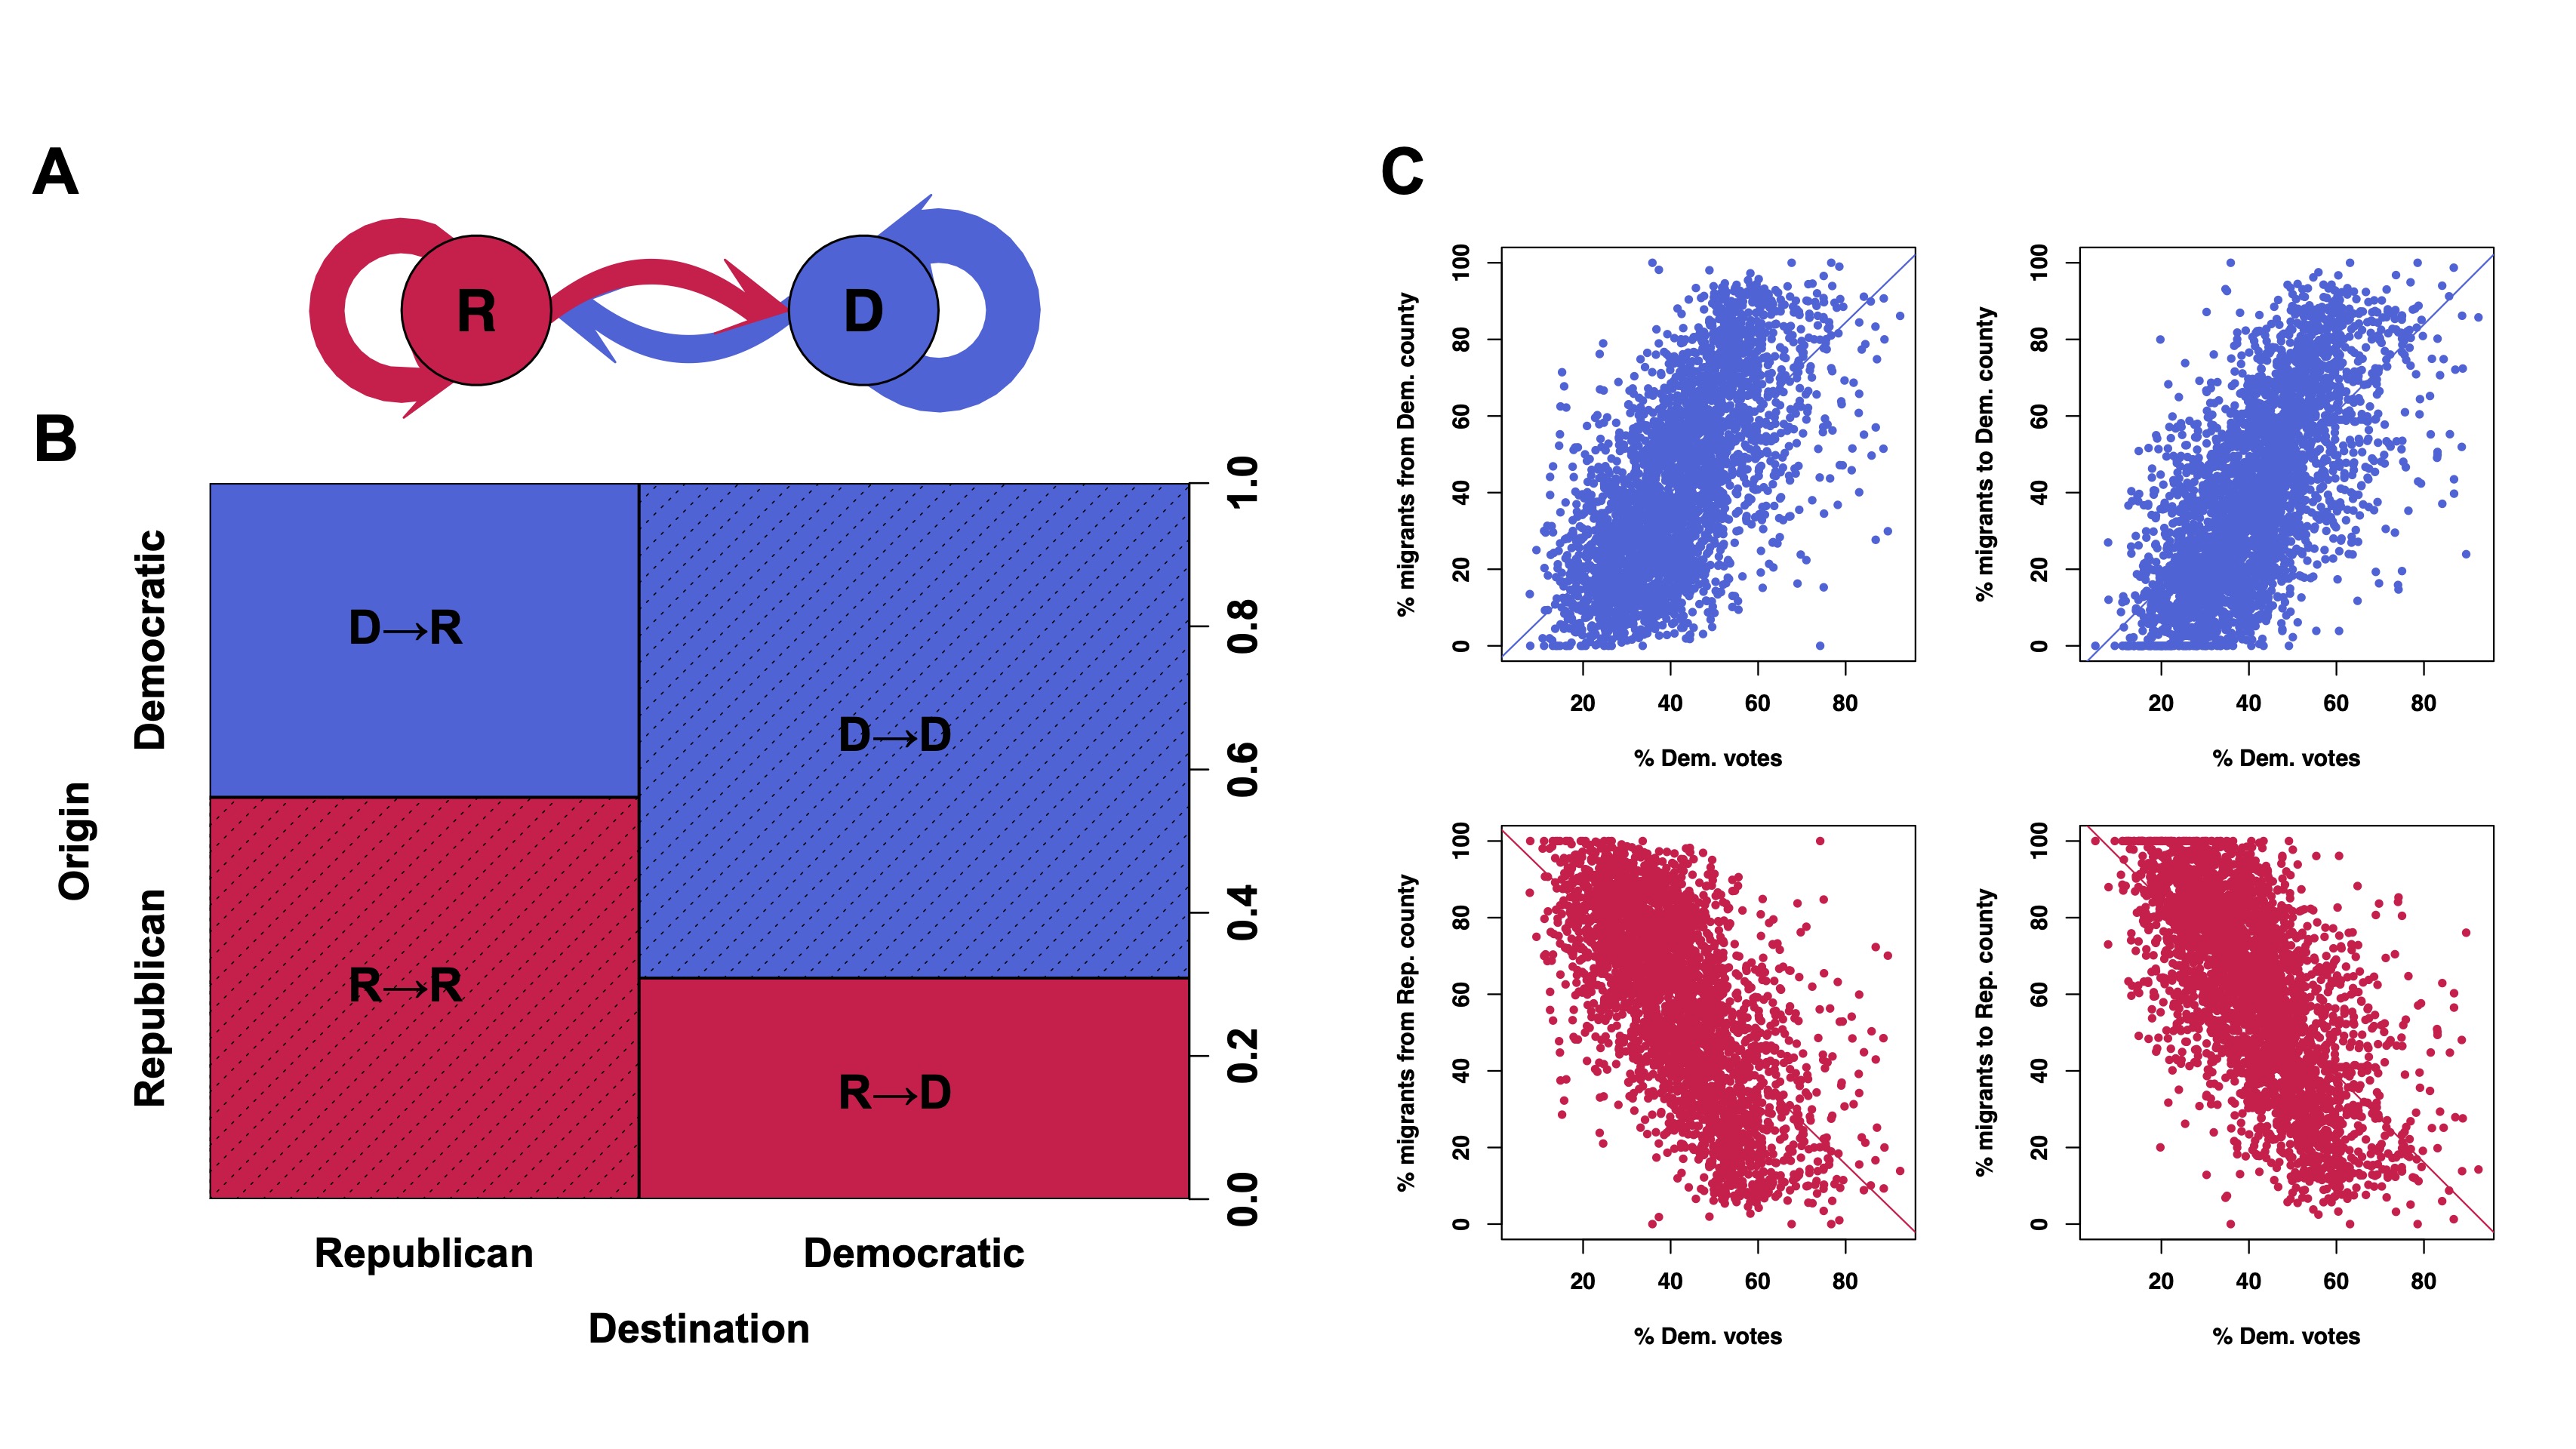 A
R
D
B
1.0
0.8
0.6
0.4
0.2
0.0
Origin
Democratic
Republican
D→R
D→D
R→R
R→D
Republican
Democratic
Destination
C
% migrants from Dem. county
100
80
60
40
20
0
20 40 60 80
% Dem. votes
% migrants to Dem. county
100
80
60
40
20
0
20 40 60 80
% Dem. votes
% migrants from Rep. county
100
80
60
40
20
0
20 40 60 80
% Dem. votes
% migrants to Rep. county
100
80
60
40
20
0
20 40 60 80
% Dem. votes